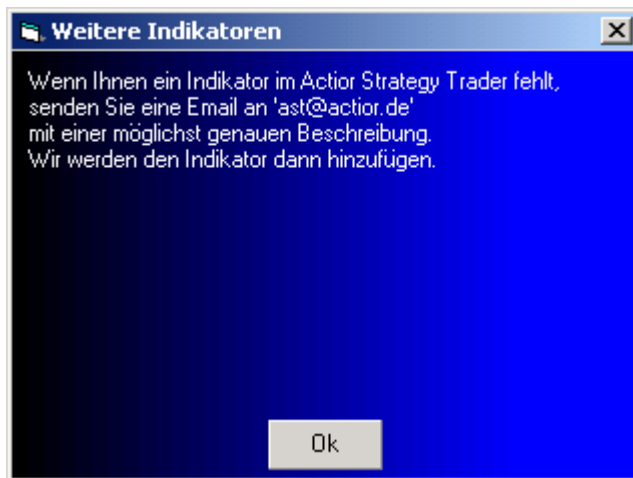 Weitere Indikatoren
Wenn Ihnen ein Indikator im Actior Strategy Trader fehlt,
senden Sie eine Email an 'ast@actior.de'
mit einer möglichst genauen Beschreibung.
Wir werden den Indikator dann hinzufügen.
Ok